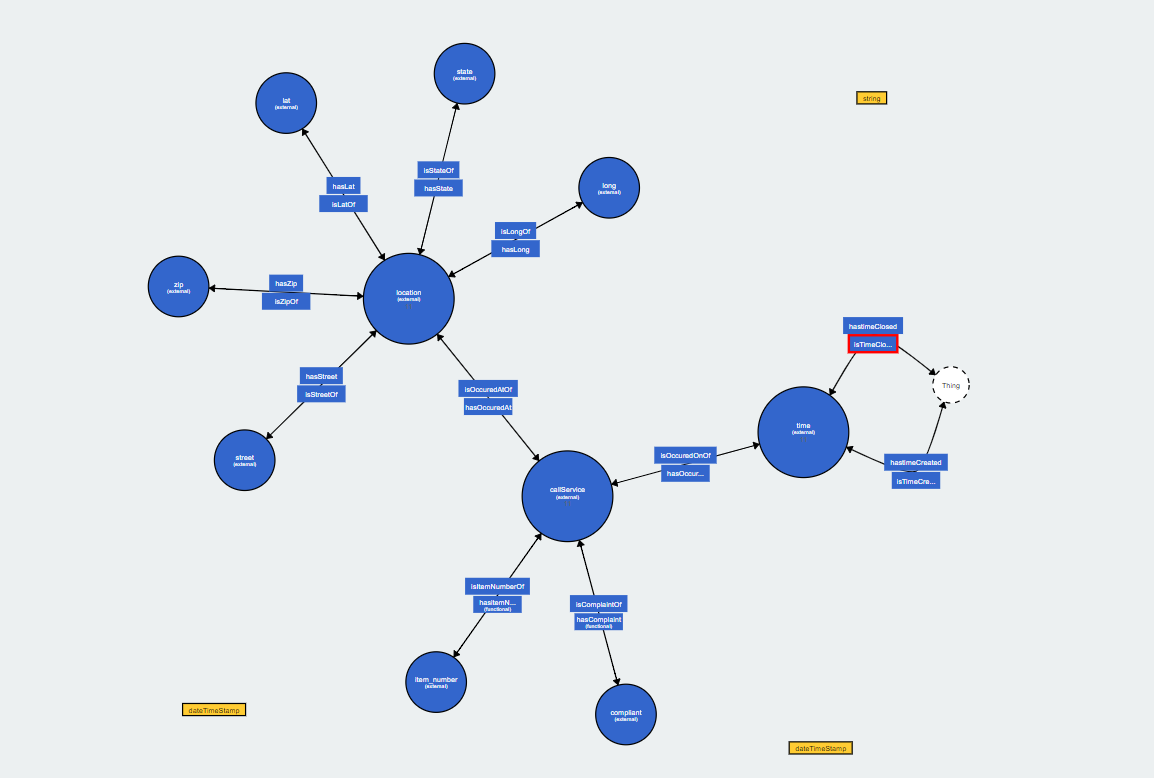 state
(external)
lat
(external)
string
isStateOf
hasState
long
(external)
hasLat
isLatOf
isLongOf
hasLong
zip
(external)
hasZip
isZipOf
location
(external)
hastimeClosed
isTimeClo...
Thing
hasStreet
isStreetOf
isOccuredAtOf
hasOccuredAt
time
(external)
street
(external)
isOccuredOnOf
hasOccur...
hastimeCreated
isTimeCre...
callService
(external)
isItemNumberOf
hasItemN...
(functional)
isComplaintOf
hasComplaint
(functional)
item_number
(external)
compliant
(external)
dateTimeStamp
dateTimeStamp